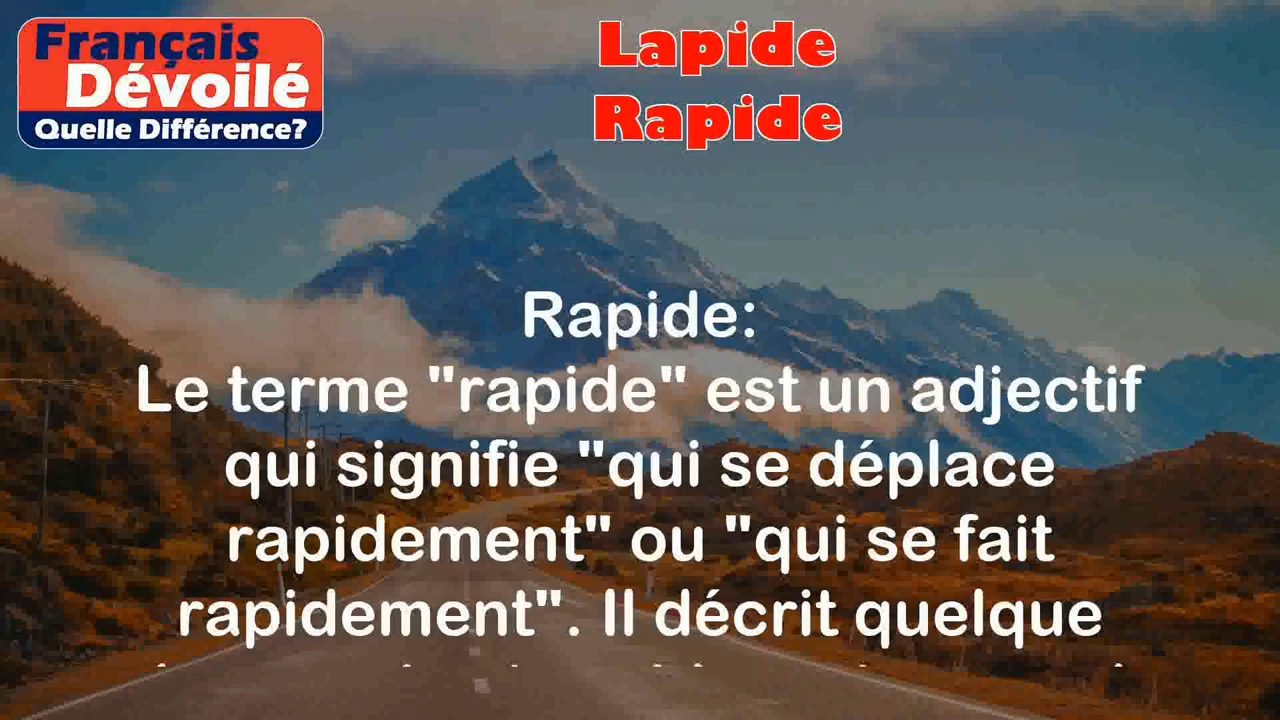 Français
Dévoilé
Quelle Différence?
Lapide
Rapide
Rapide:
Le terme "rapide" est un adjectif
qui signifie "qui se déplace
rapidement" ou "qui se fait
rapidement". Il décrit quelque